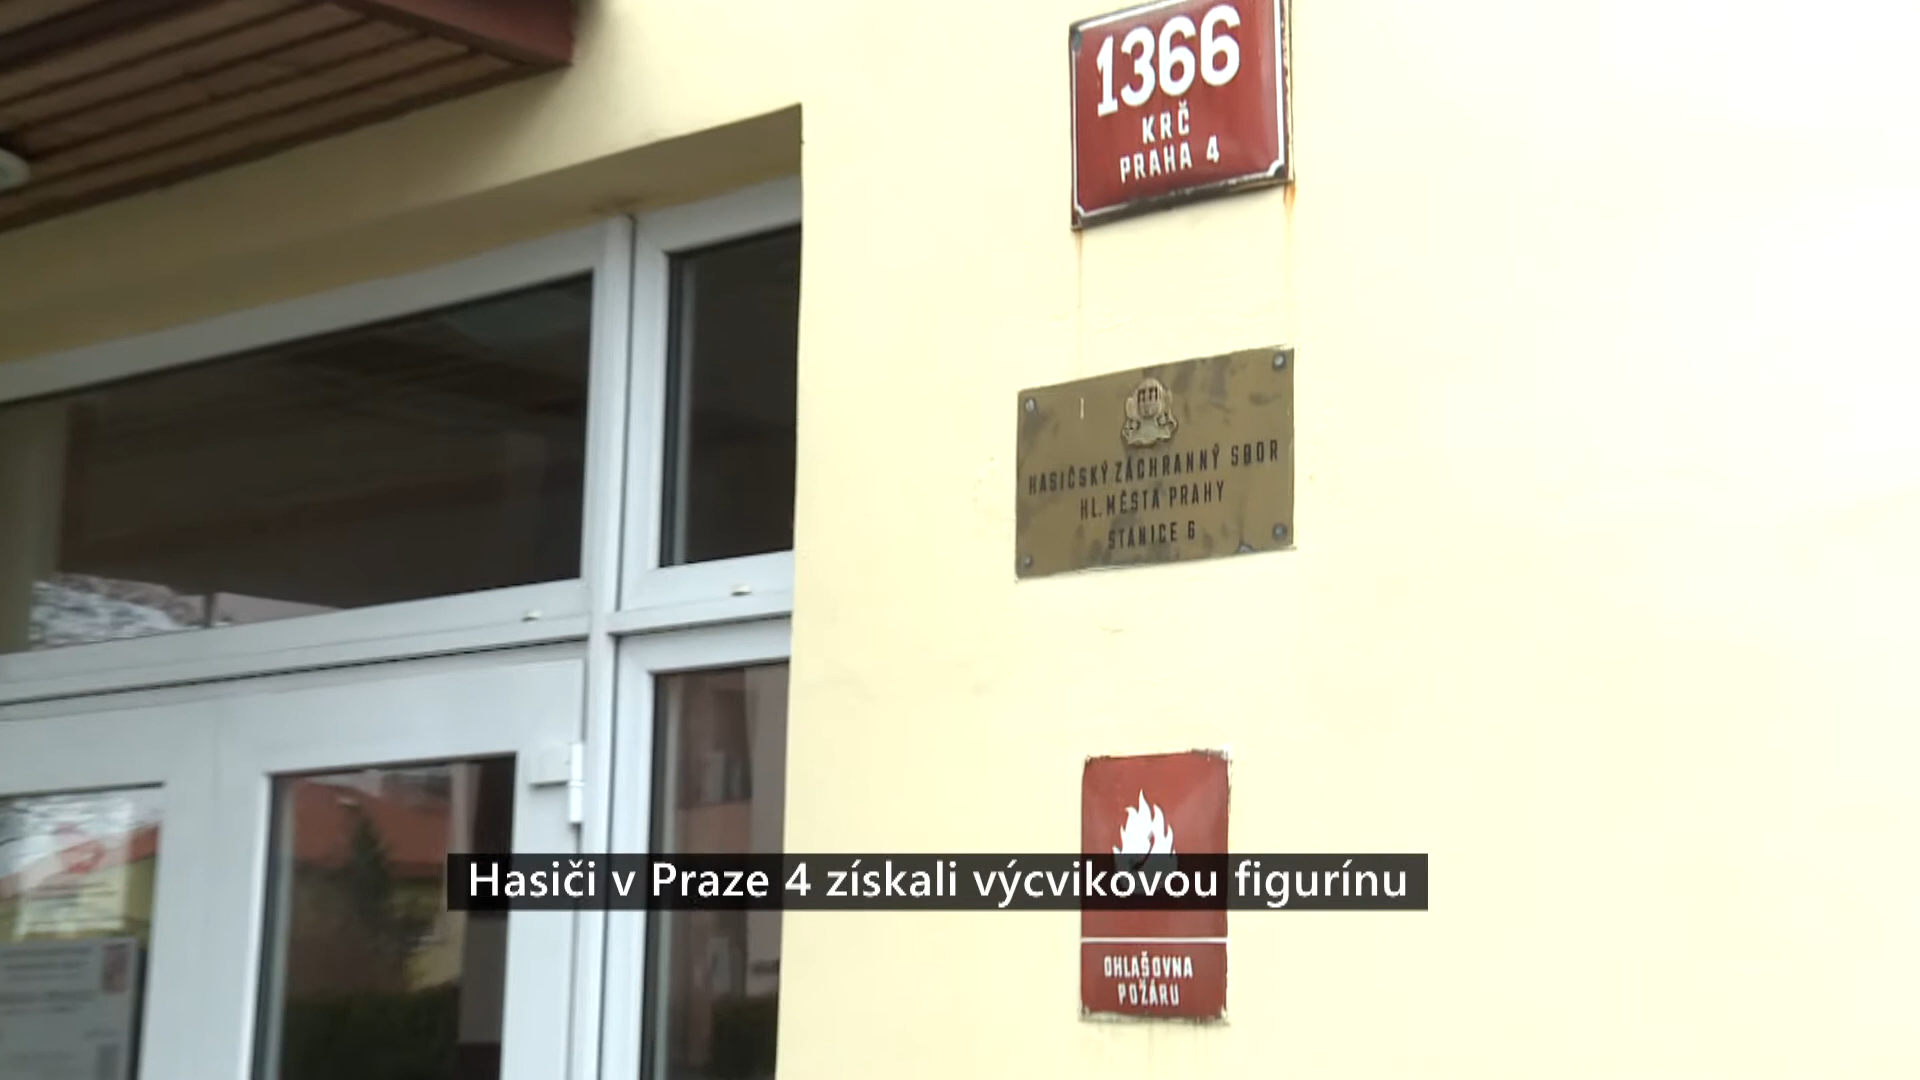 1366
KRČ
PRAHA 4
HASIČSKÝ ZÁCHRANNÝ SBOR
HL. MĚSTA PRAHY
STANICE 6
Hasiči v Praze 4 získali výcvikovou figurínu
OHLAŠOVNA
POŽÁRU